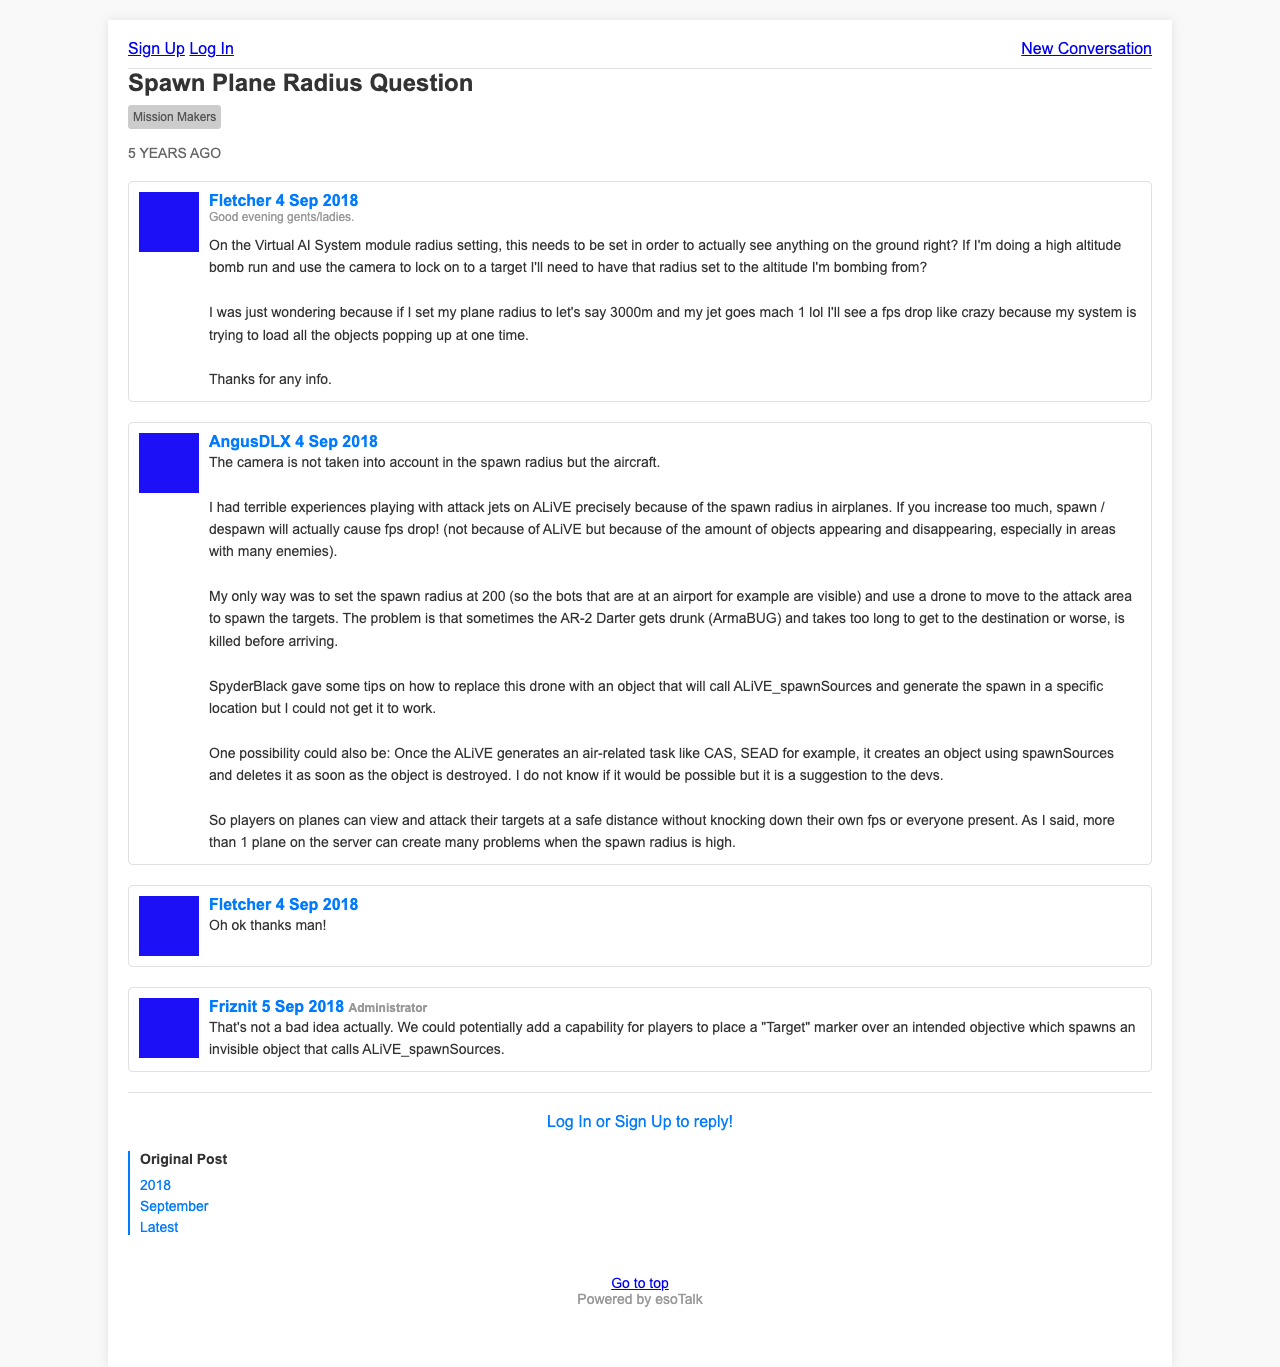 Sign Up Log In New Conversation
Spawn Plane Radius Question
Mission Makers
5 YEARS AGO
Fletcher 4 Sep 2018
Good evening gents/ladies.
On the Virtual AI System module radius setting, this needs to be set in order to actually see anything on the ground right? If I'm doing a high altitude
bomb run and use the camera to lock on to a target I'll need to have that radius set to the altitude I'm bombing from?
I was just wondering because if I set my plane radius to let's say 3000m and my jet goes mach 1 lol I'll see a fps drop like crazy because my system is
trying to load all the objects popping up at one time.
Thanks for any info.
AngusDLX 4 Sep 2018
The camera is not taken into account in the spawn radius but the aircraft.
I had terrible experiences playing with attack jets on ALiVE precisely because of the spawn radius in airplanes. If you increase too much, spawn /
despawn will actually cause fps drop! (not because of ALiVE but because of the amount of objects appearing and disappearing, especially in areas
with many enemies).
My only way was to set the spawn radius at 200 (so the bots that are at an airport for example are visible) and use a drone to move to the attack area
to spawn the targets. The problem is that sometimes the AR-2 Darter gets drunk (ArmaBUG) and takes too long to get to the destination or worse, is
killed before arriving.
SpyderBlack gave some tips on how to replace this drone with an object that will call ALiVE_spawnSources and generate the spawn in a specific
location but I could not get it to work.
One possibility could also be: Once the ALiVE generates an air-related task like CAS, SEAD for example, it creates an object using spawnSources
and deletes it as soon as the object is destroyed. I do not know if it would be possible but it is a suggestion to the devs.
So players on planes can view and attack their targets at a safe distance without knocking down their own fps or everyone present. As I said, more
than 1 plane on the server can create many problems when the spawn radius is high.
Fletcher 4 Sep 2018
Oh ok thanks man!
Friznit 5 Sep 2018 Administrator
That's not a bad idea actually. We could potentially add a capability for players to place a "Target" marker over an intended objective which spawns an
invisible object that calls ALiVE_spawnSources.
Log In or Sign Up to reply!
Original Post
2018
September
Latest
Go to top
Powered by esoTalk